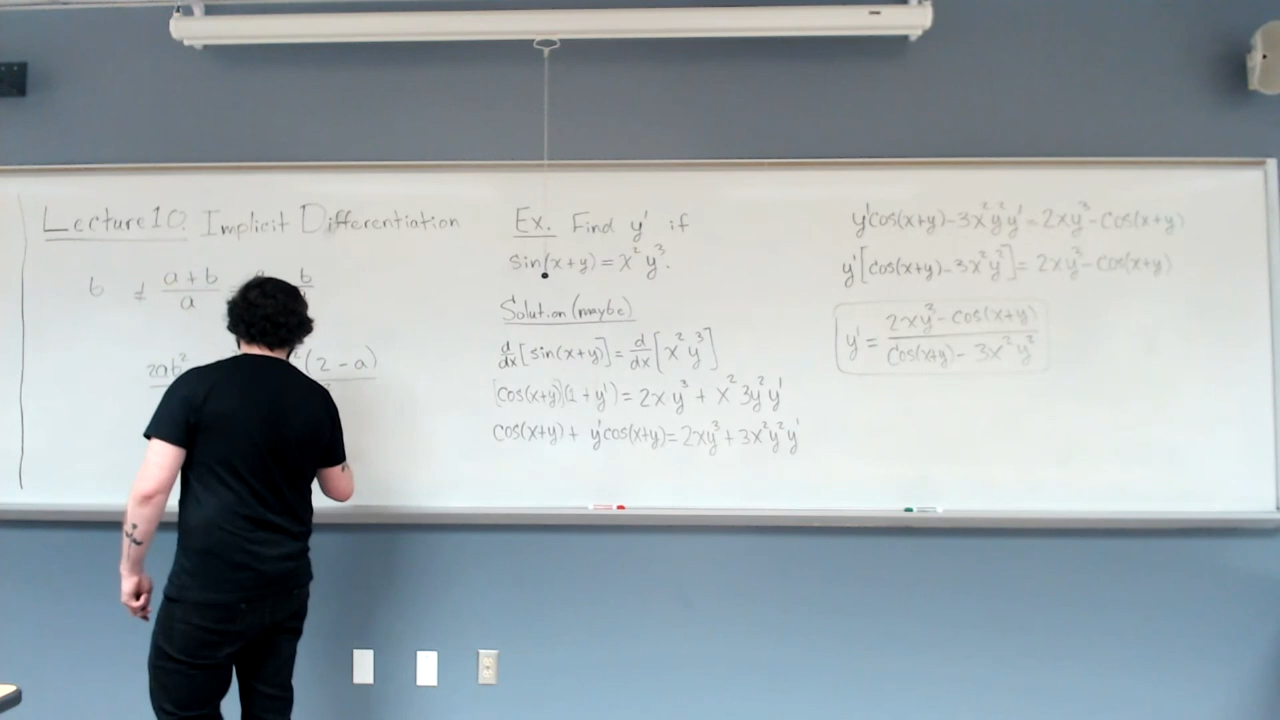 Lecture 10: Implicit Differentiation
b ≠ (a + b)/a
2ab²
²(2 - a)
Ex. Find y' if
sin(x+y) = x²y³.
Solution (maybe)
d/dx [sin(x+y)] = d/dx [x²y³]
[cos(x+y)](1 + y') = 2xy³ + x²3y²y'
cos(x+y) + y'cos(x+y) = 2xy³ + 3x²y²y'
y'cos(x+y) - 3x²y²y' = 2xy³ - cos(x+y)
y'[cos(x+y) - 3x²y²] = 2xy³ - cos(x+y)
y' = (2xy³ - cos(x+y))/(cos(x+y) - 3x²y²)